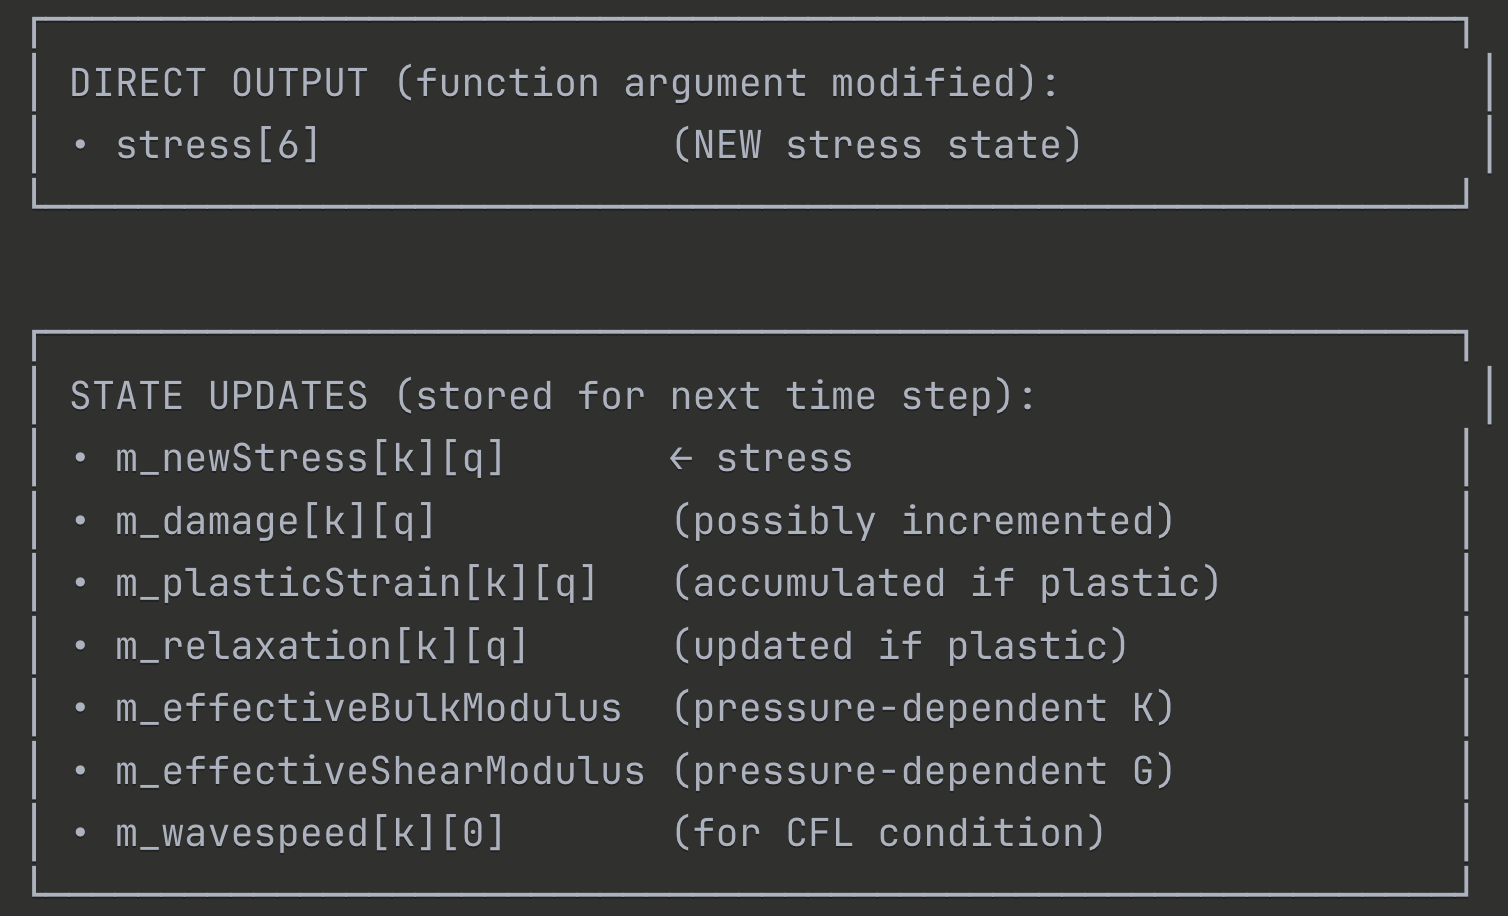 DIRECT OUTPUT (function argument modified):
• stress[6] (NEW stress state)
STATE UPDATES (stored for next time step):
• m_newStress[k][q] ← stress
• m_damage[k][q] (possibly incremented)
• m_plasticStrain[k][q] (accumulated if plastic)
• m_relaxation[k][q] (updated if plastic)
• m_effectiveBulkModulus (pressure-dependent K)
• m_effectiveShearModulus (pressure-dependent G)
• m_wavespeed[k][0] (for CFL condition)